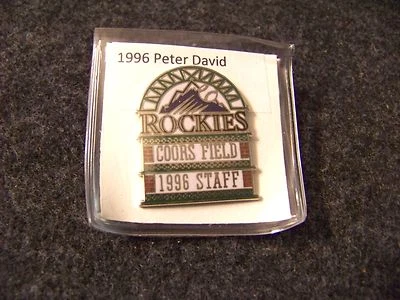 1996 Peter David
ROCKIES
COORS FIELD
1996 STAFF